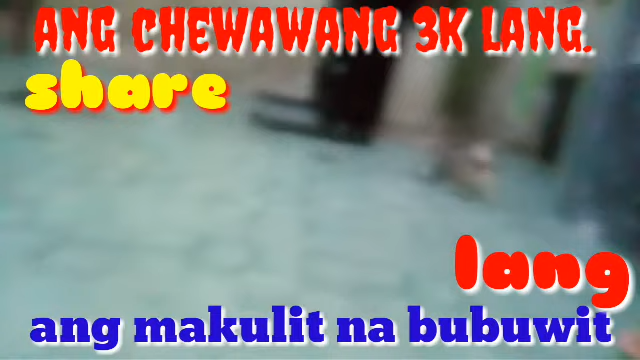 ANG CHEWAWANG 3K LANG.
share
lang
ang makulit na bubuwit